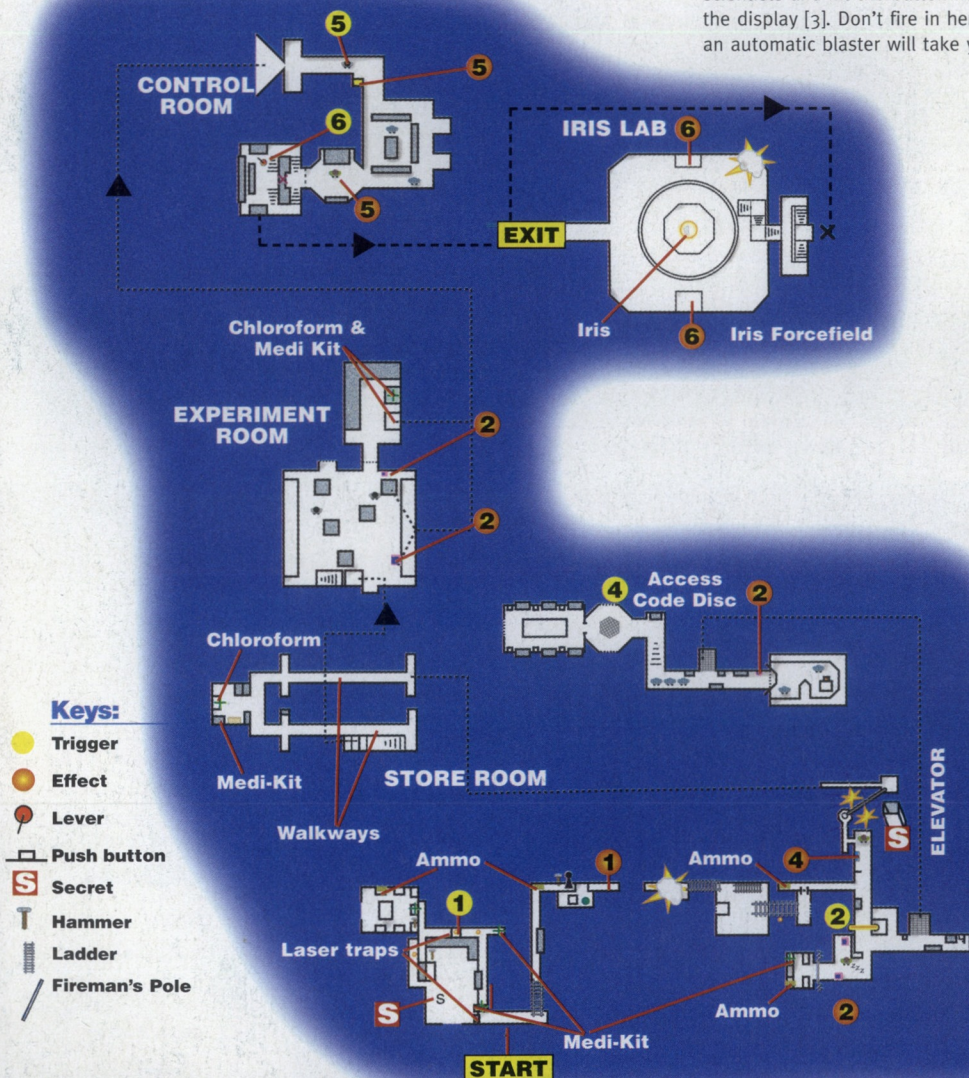 the display [3]. Don't fire in he
an automatic blaster will take
5
5
CONTROL
ROOM
6
5
IRIS LAB
6
EXIT
Iris
6
Iris Forcefield
Chloroform &
Medi Kit
EXPERIMENT
ROOM
2
2
4
Access
Code Disc
2
Chloroform
Medi-Kit
STORE ROOM
Walkways
ELEVATOR
S
Keys:
Trigger
Effect
Lever
Push button
S Secret
Hammer
Ladder
Fireman's Pole
Ammo
1
1
Ammo
4
2
Laser traps
S
S
zzz
Ammo
2
Medi-Kit
START